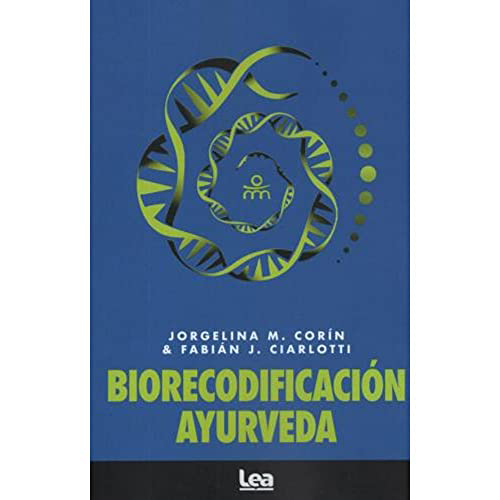 JORGELINA M. CORÍN
& FABIÁN J. CIARLOTTI
BIORECODIFICACIÓN
AYURVEDA
Lea